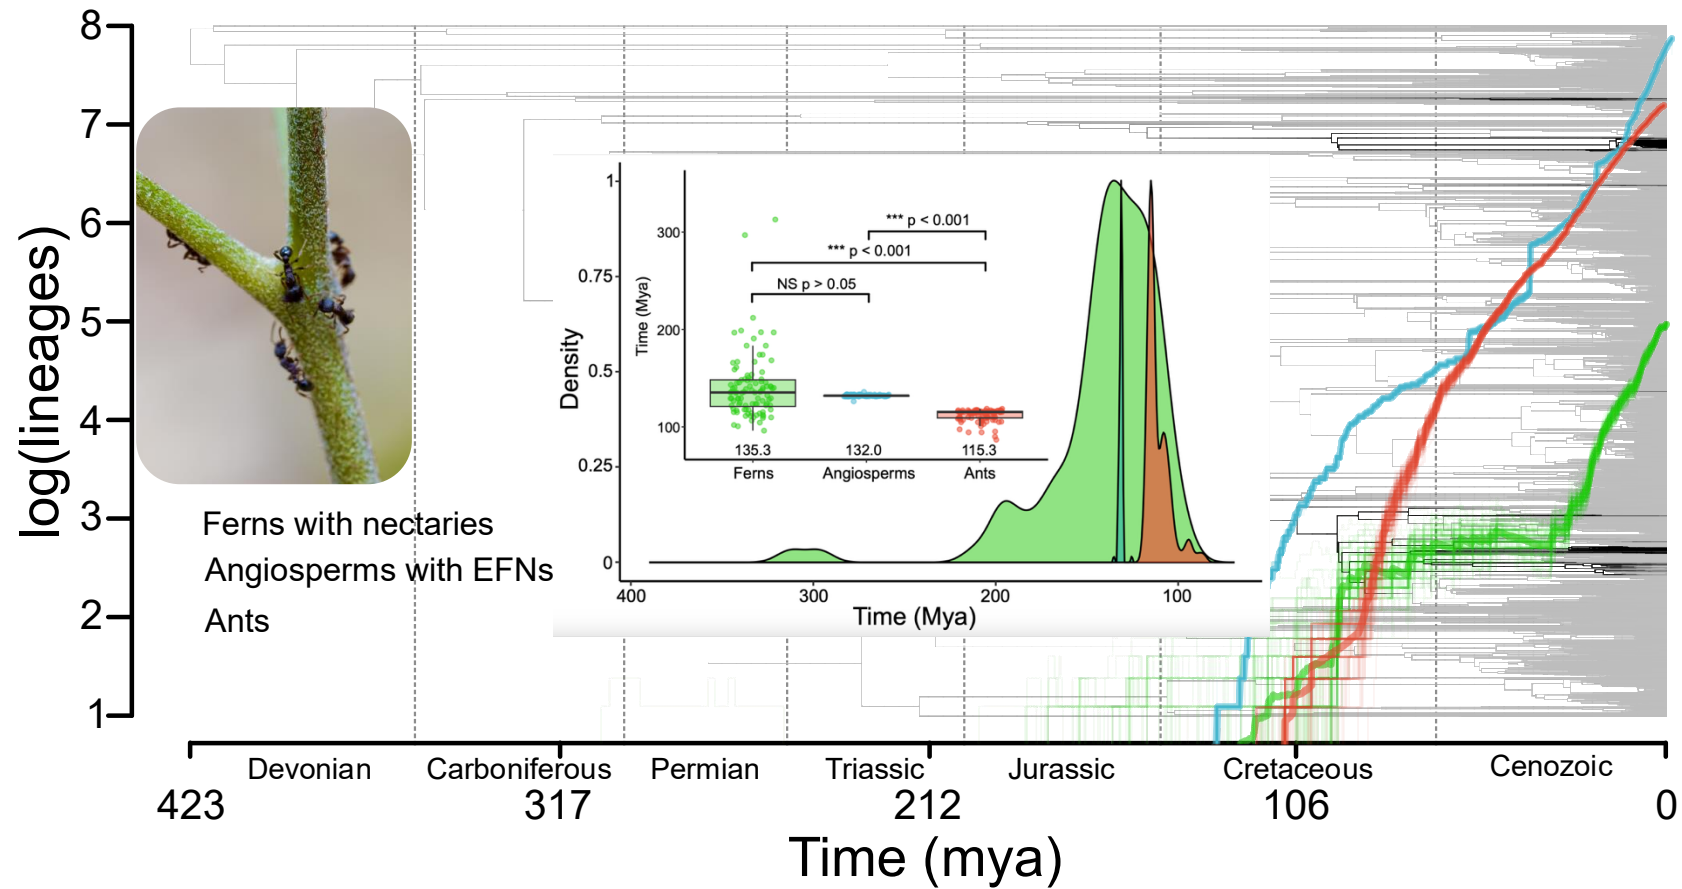 8
7
6
5
4
3
2
1
log(lineages)
Ferns with nectaries
Angiosperms with EFNs
Ants
1
0.75
0.5
0.25
0
Density
300
200
100
Time (Mya)
*** p < 0.001
*** p < 0.001
NS p > 0.05
135.3 132.0 115.3
Ferns Angiosperms Ants
400 300 200 100
Time (Mya)
Devonian Carboniferous Permian Triassic Jurassic Cretaceous Cenozoic
423 317 212 106 0
Time (mya)